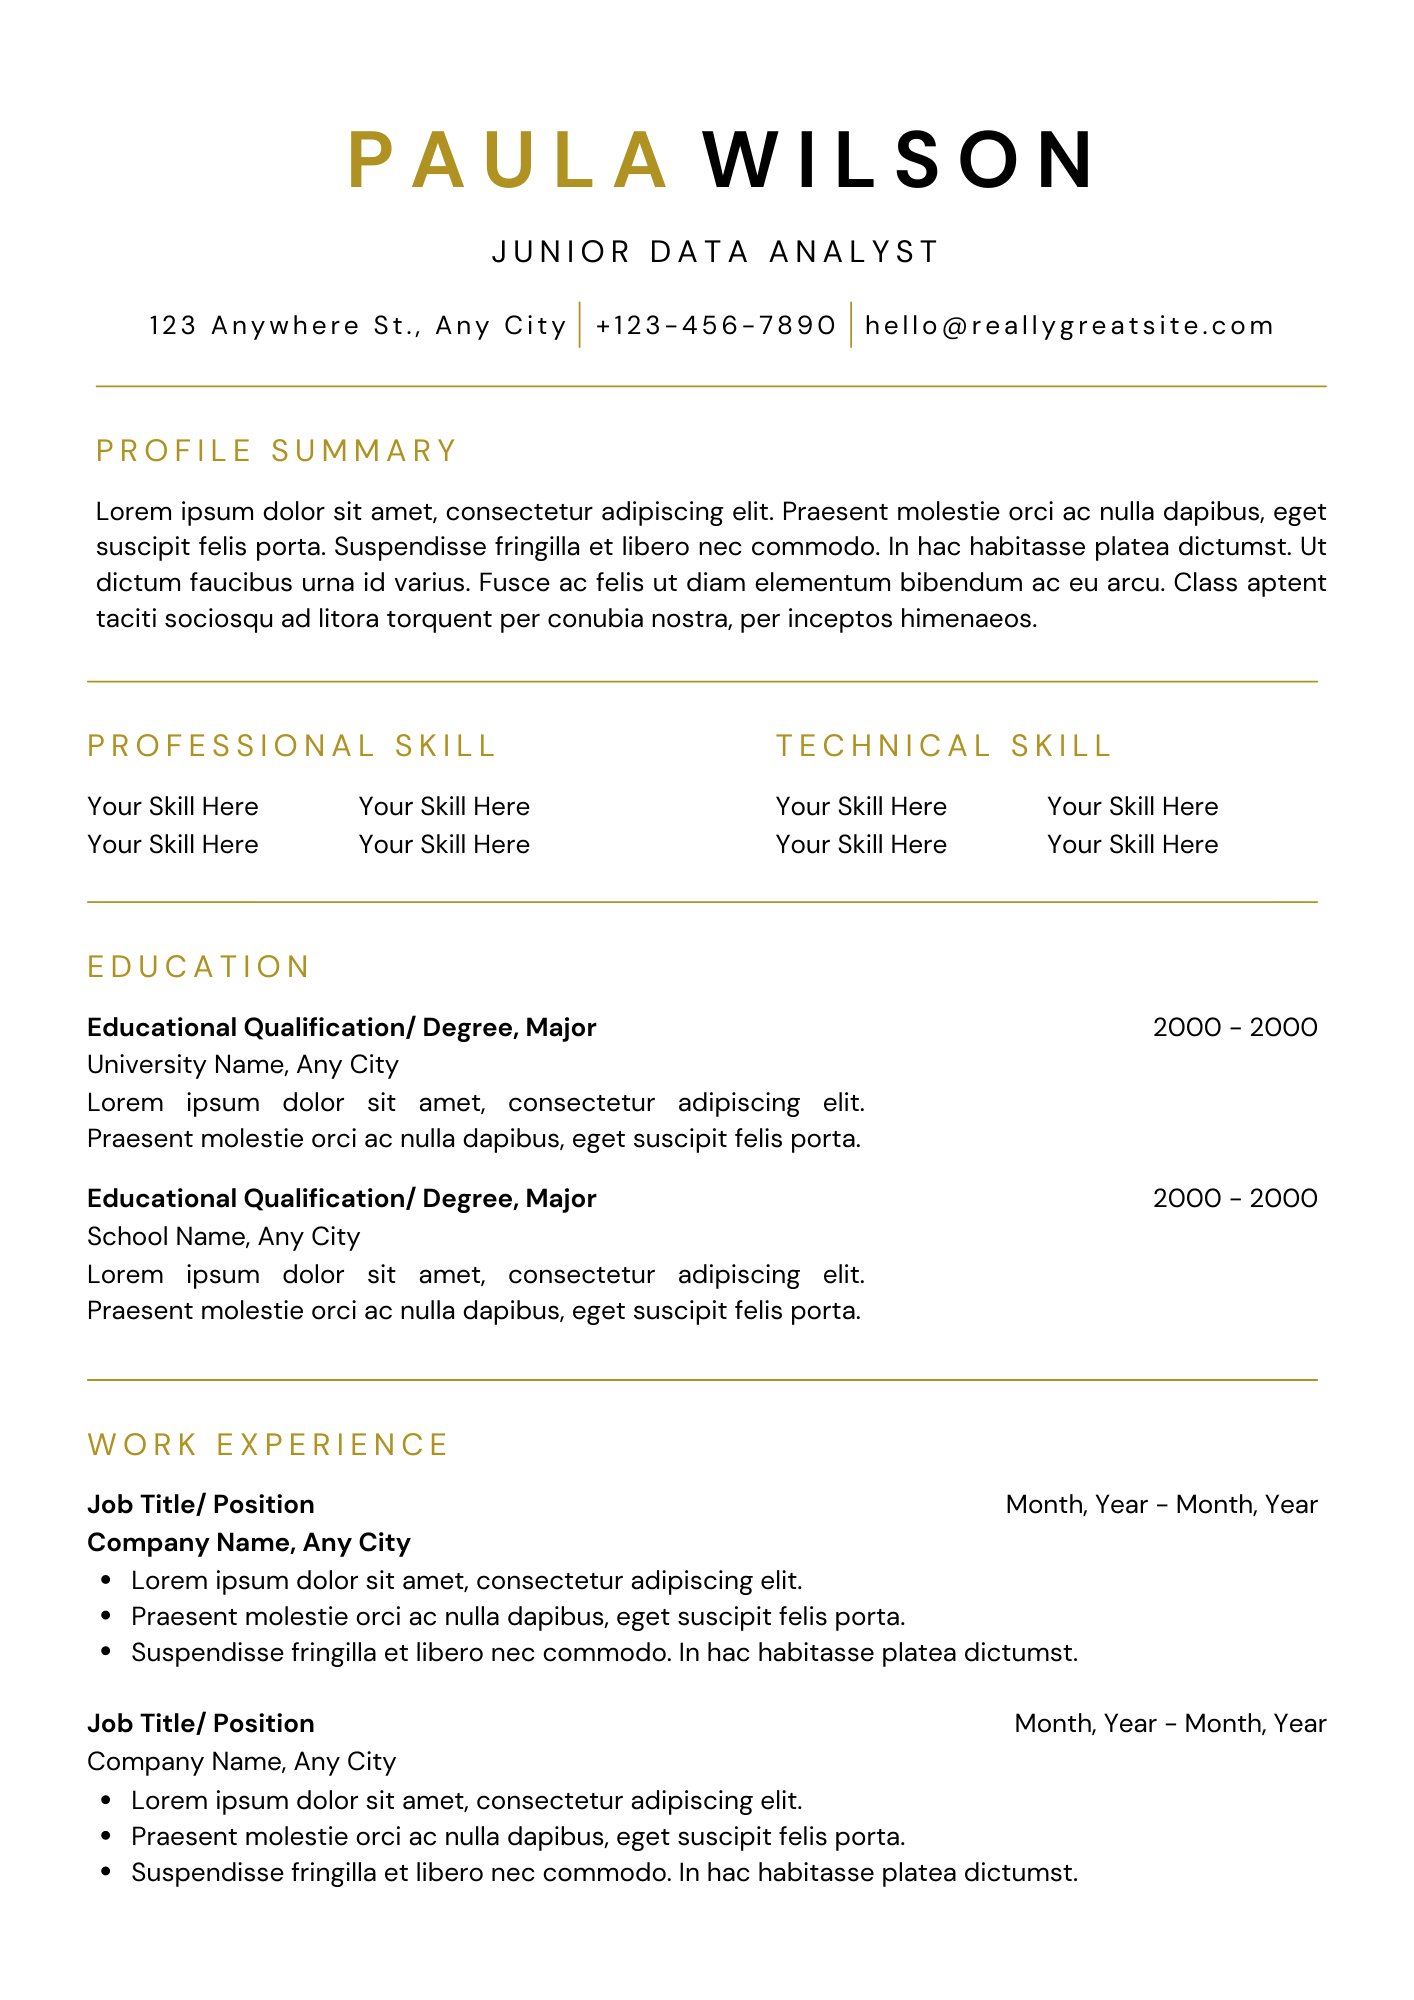 PAULA WILSON
JUNIOR DATA ANALYST
123 Anywhere St., Any City | +123-456-7890 | hello@reallygreatsite.com
PROFILE SUMMARY
Lorem ipsum dolor sit amet, consectetur adipiscing elit. Praesent molestie orci ac nulla dapibus, eget
suscipit felis porta. Suspendisse fringilla et libero nec commodo. In hac habitasse platea dictumst. Ut
dictum faucibus urna id varius. Fusce ac felis ut diam elementum bibendum ac eu arcu. Class aptent
taciti sociosqu ad litora torquent per conubia nostra, per inceptos himenaeos.
PROFESSIONAL SKILL
Your Skill Here Your Skill Here
Your Skill Here Your Skill Here
TECHNICAL SKILL
Your Skill Here Your Skill Here
Your Skill Here Your Skill Here
EDUCATION
Educational Qualification/ Degree, Major 2000 - 2000
University Name, Any City
Lorem ipsum dolor sit amet, consectetur adipiscing elit.
Praesent molestie orci ac nulla dapibus, eget suscipit felis porta.
Educational Qualification/ Degree, Major 2000 - 2000
School Name, Any City
Lorem ipsum dolor sit amet, consectetur adipiscing elit.
Praesent molestie orci ac nulla dapibus, eget suscipit felis porta.
WORK EXPERIENCE
Job Title/ Position Month, Year - Month, Year
Company Name, Any City
• Lorem ipsum dolor sit amet, consectetur adipiscing elit.
• Praesent molestie orci ac nulla dapibus, eget suscipit felis porta.
• Suspendisse fringilla et libero nec commodo. In hac habitasse platea dictumst.
Job Title/ Position Month, Year - Month, Year
Company Name, Any City
• Lorem ipsum dolor sit amet, consectetur adipiscing elit.
• Praesent molestie orci ac nulla dapibus, eget suscipit felis porta.
• Suspendisse fringilla et libero nec commodo. In hac habitasse platea dictumst.